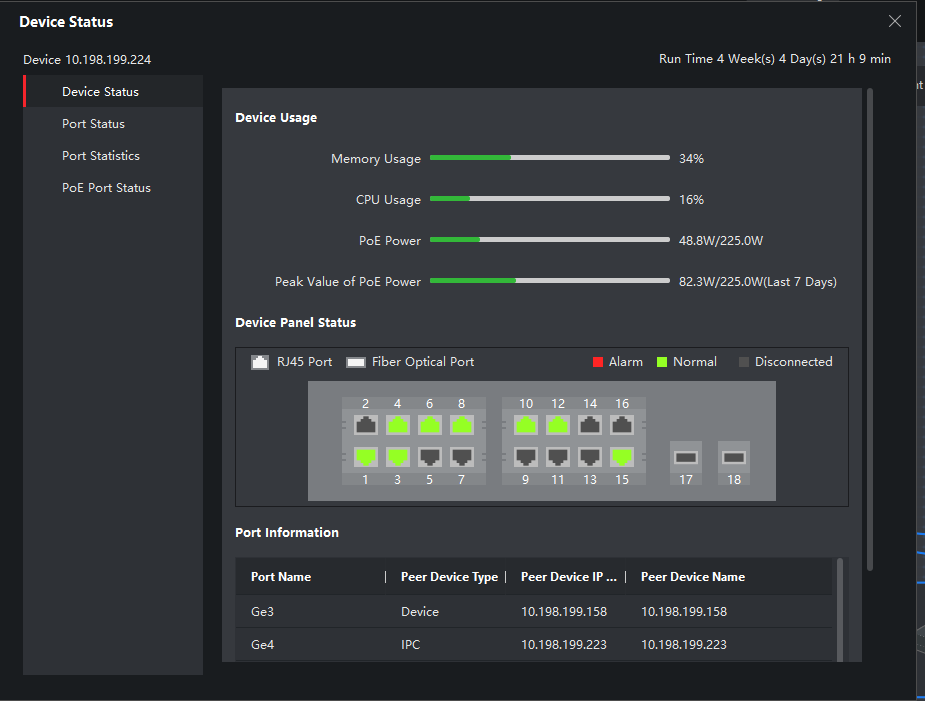 Device Status
Device 10.198.199.224
Run Time 4 Week(s) 4 Day(s) 21 h 9 min
Device Status
Port Status
Port Statistics
PoE Port Status
Device Usage
Memory Usage 34%
CPU Usage 16%
PoE Power 48.8W/225.0W
Peak Value of PoE Power 82.3W/225.0W(Last 7 Days)
Device Panel Status
RJ45 Port Fiber Optical Port Alarm Normal Disconnected
2 4 6 8 10 12 14 16
1 3 5 7 9 11 13 15 17 18
Port Information
Port Name | Peer Device Type | Peer Device IP ... | Peer Device Name
Ge3 Device 10.198.199.158 10.198.199.158
Ge4 IPC 10.198.199.223 10.198.199.223